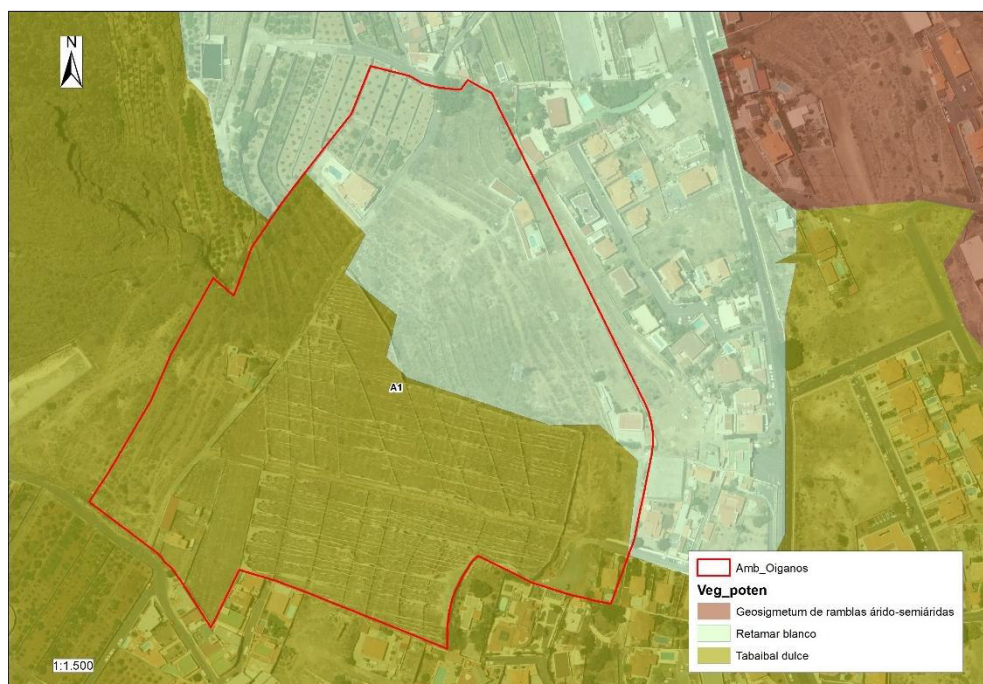 N
A1
Amb_Oiganos
Veg_poten
Geosigmetum de ramblas árido-semiáridas
Retamar blanco
Tabaibal dulce
1:1.500